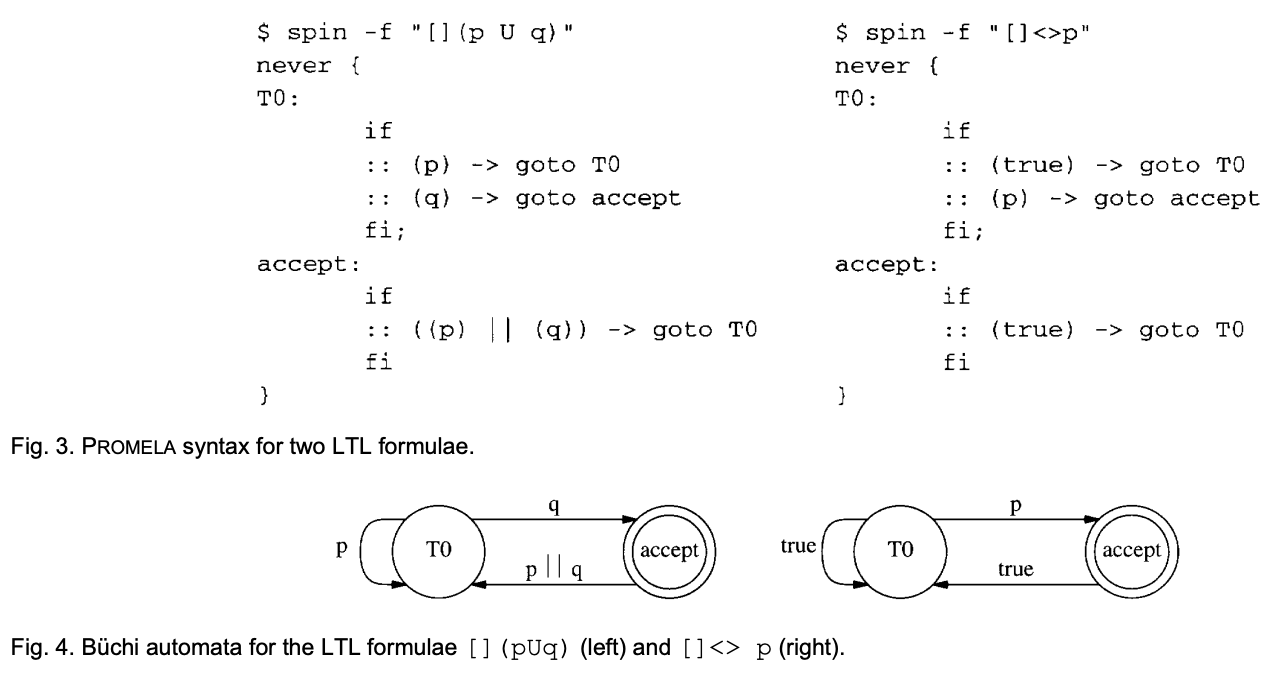 $ spin -f "[](p U q)"
never {
T0:
if
:: (p) -> goto T0
:: (q) -> goto accept
fi;
accept:
if
:: ((p) || (q)) -> goto T0
fi
}
$ spin -f "[]<>p"
never {
T0:
if
:: (true) -> goto T0
:: (p) -> goto accept
fi;
accept:
if
:: (true) -> goto T0
fi
}
Fig. 3. PROMELA syntax for two LTL formulae.
q
p
T0
accept
p || q
p
true
T0
accept
true
Fig. 4. Büchi automata for the LTL formulae [](pUq) (left) and []<> p (right).